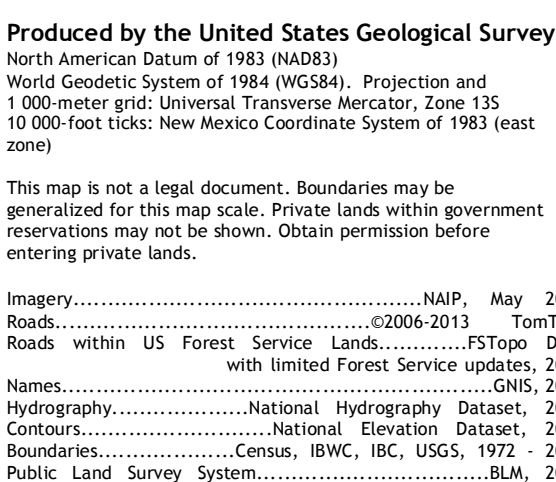 Produced by the United States Geological Survey
North American Datum of 1983 (NAD83)
World Geodetic System of 1984 (WGS84). Projection and
1 000-meter grid: Universal Transverse Mercator, Zone 13S
10 000-foot ticks: New Mexico Coordinate System of 1983 (east
zone)
This map is not a legal document. Boundaries may be
generalized for this map scale. Private lands within government
reservations may not be shown. Obtain permission before
entering private lands.
Imagery..................................................NAIP, May
Roads..............................................©2006-2013
Roads within US Forest Service Lands.............FSTopo
with limited Forest Service updates,
Names..............................................................GNIS,
Hydrography....................National Hydrography Dataset,
Contours............................National Elevation Dataset,
Boundaries....................Census, IBWC, IBC, USGS, 1972 -
Public Land Survey System..................................BLM,